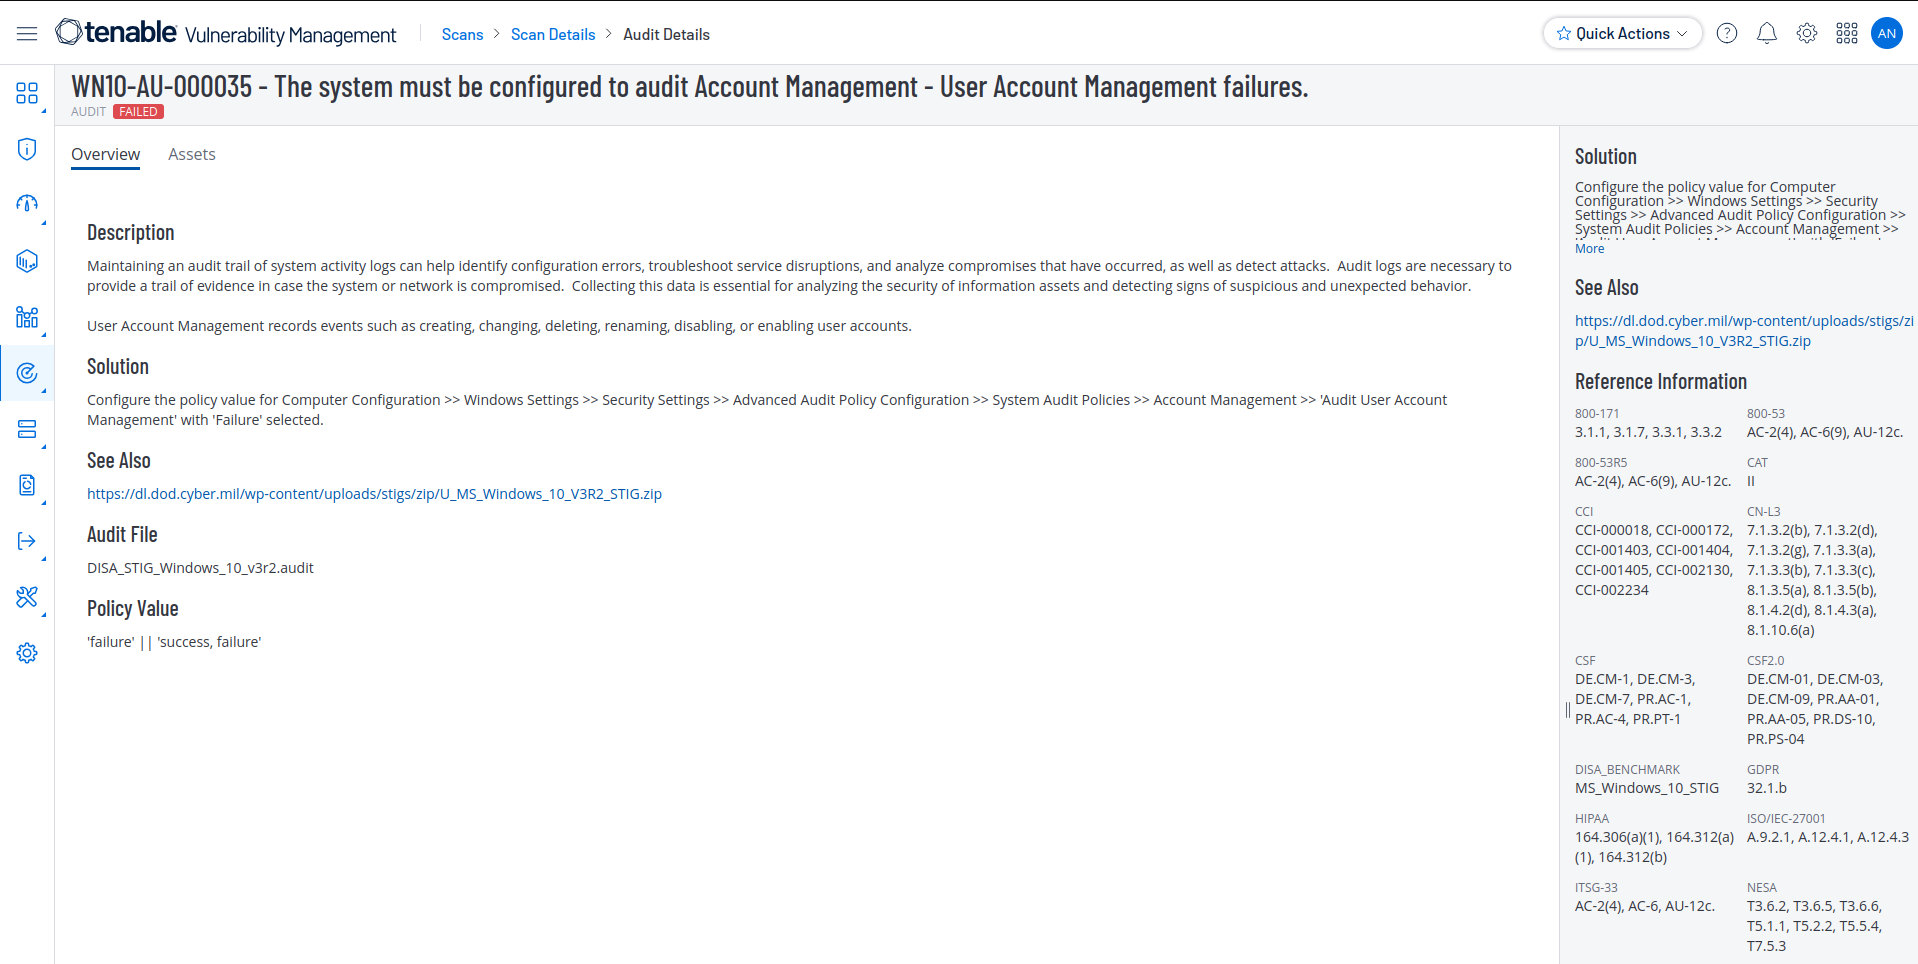 tenable Vulnerability Management
Scans > Scan Details > Audit Details
Quick Actions
AN
WN10-AU-000035 - The system must be configured to audit Account Management - User Account Management failures.
AUDIT FAILED
Overview Assets
Description
Maintaining an audit trail of system activity logs can help identify configuration errors, troubleshoot service disruptions, and analyze compromises that have occurred, as well as detect attacks.  Audit logs are necessary to
provide a trail of evidence in case the system or network is compromised.  Collecting this data is essential for analyzing the security of information assets and detecting signs of suspicious and unexpected behavior.
User Account Management records events such as creating, changing, deleting, renaming, disabling, or enabling user accounts.
Solution
Configure the policy value for Computer Configuration >> Windows Settings >> Security Settings >> Advanced Audit Policy Configuration >> System Audit Policies >> Account Management >> 'Audit User Account
Management' with 'Failure' selected.
See Also
https://dl.dod.cyber.mil/wp-content/uploads/stigs/zip/U_MS_Windows_10_V3R2_STIG.zip
Audit File
DISA_STIG_Windows_10_v3r2.audit
Policy Value
'failure' || 'success, failure'
Solution
Configure the policy value for Computer
Configuration >> Windows Settings >> Security
Settings >> Advanced Audit Policy Configuration >>
System Audit Policies >> Account Management >>
More
See Also
https://dl.dod.cyber.mil/wp-content/uploads/stigs/zi
p/U_MS_Windows_10_V3R2_STIG.zip
Reference Information
800-171
3.1.1, 3.1.7, 3.3.1, 3.3.2
800-53
AC-2(4), AC-6(9), AU-12c.
800-53R5
AC-2(4), AC-6(9), AU-12c.
CAT
II
CCI
CCI-000018, CCI-000172,
CCI-001403, CCI-001404,
CCI-001405, CCI-002130,
CCI-002234
CN-L3
7.1.3.2(b), 7.1.3.2(d),
7.1.3.2(g), 7.1.3.3(a),
7.1.3.3(b), 7.1.3.3(c),
8.1.3.5(a), 8.1.3.5(b),
8.1.4.2(d), 8.1.4.3(a),
8.1.10.6(a)
CSF
DE.CM-1, DE.CM-3,
DE.CM-7, PR.AC-1,
PR.AC-4, PR.PT-1
CSF2.0
DE.CM-01, DE.CM-03,
DE.CM-09, PR.AA-01,
PR.AA-05, PR.DS-10,
PR.PS-04
DISA_BENCHMARK
MS_Windows_10_STIG
GDPR
32.1.b
HIPAA
164.306(a)(1), 164.312(a)
(1), 164.312(b)
ISO/IEC-27001
A.9.2.1, A.12.4.1, A.12.4.3
ITSG-33
AC-2(4), AC-6, AU-12c.
NESA
T3.6.2, T3.6.5, T3.6.6,
T5.1.1, T5.2.2, T5.5.4,
T7.5.3